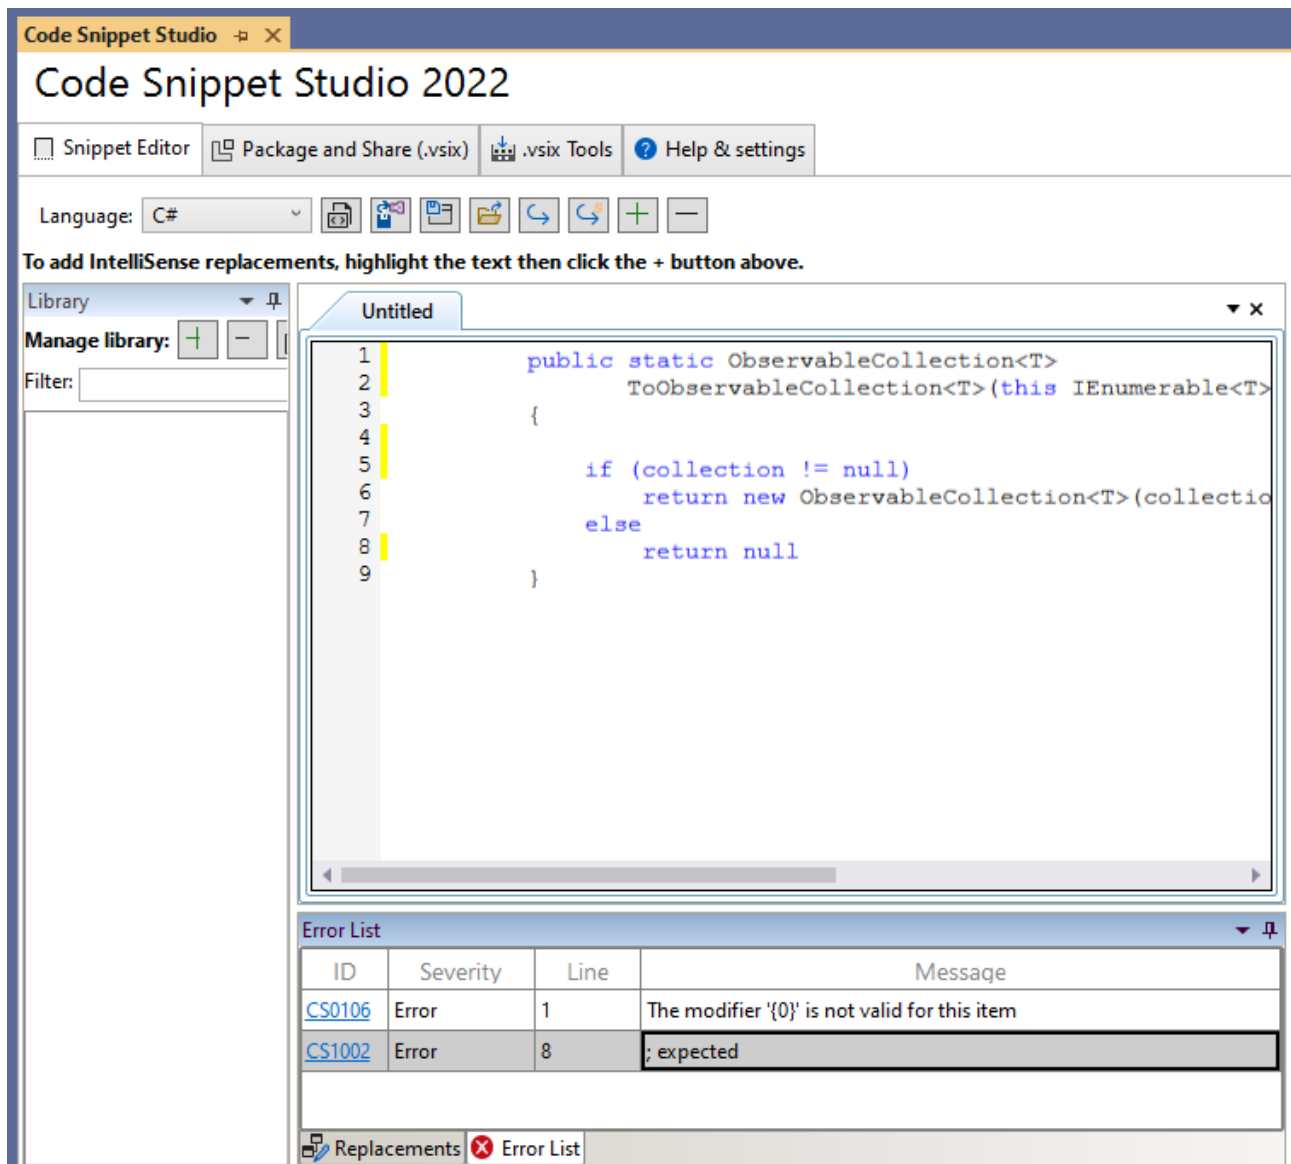 Code Snippet Studio
Code Snippet Studio 2022
Snippet Editor Package and Share (.vsix) .vsix Tools Help & settings
Language: C#
To add IntelliSense replacements, highlight the text then click the + button above.
Library
Manage library:
Filter:
Untitled
1 public static ObservableCollection<T>
2 ToObservableCollection<T>(this IEnumerable<T>
3 {
4
5 if (collection != null)
6 return new ObservableCollection<T>(collectio
7 else
8 return null
9 }
Error List
ID Severity Line Message
CS0106 Error 1 The modifier '{0}' is not valid for this item
CS1002 Error 8 ; expected
Replacements Error List